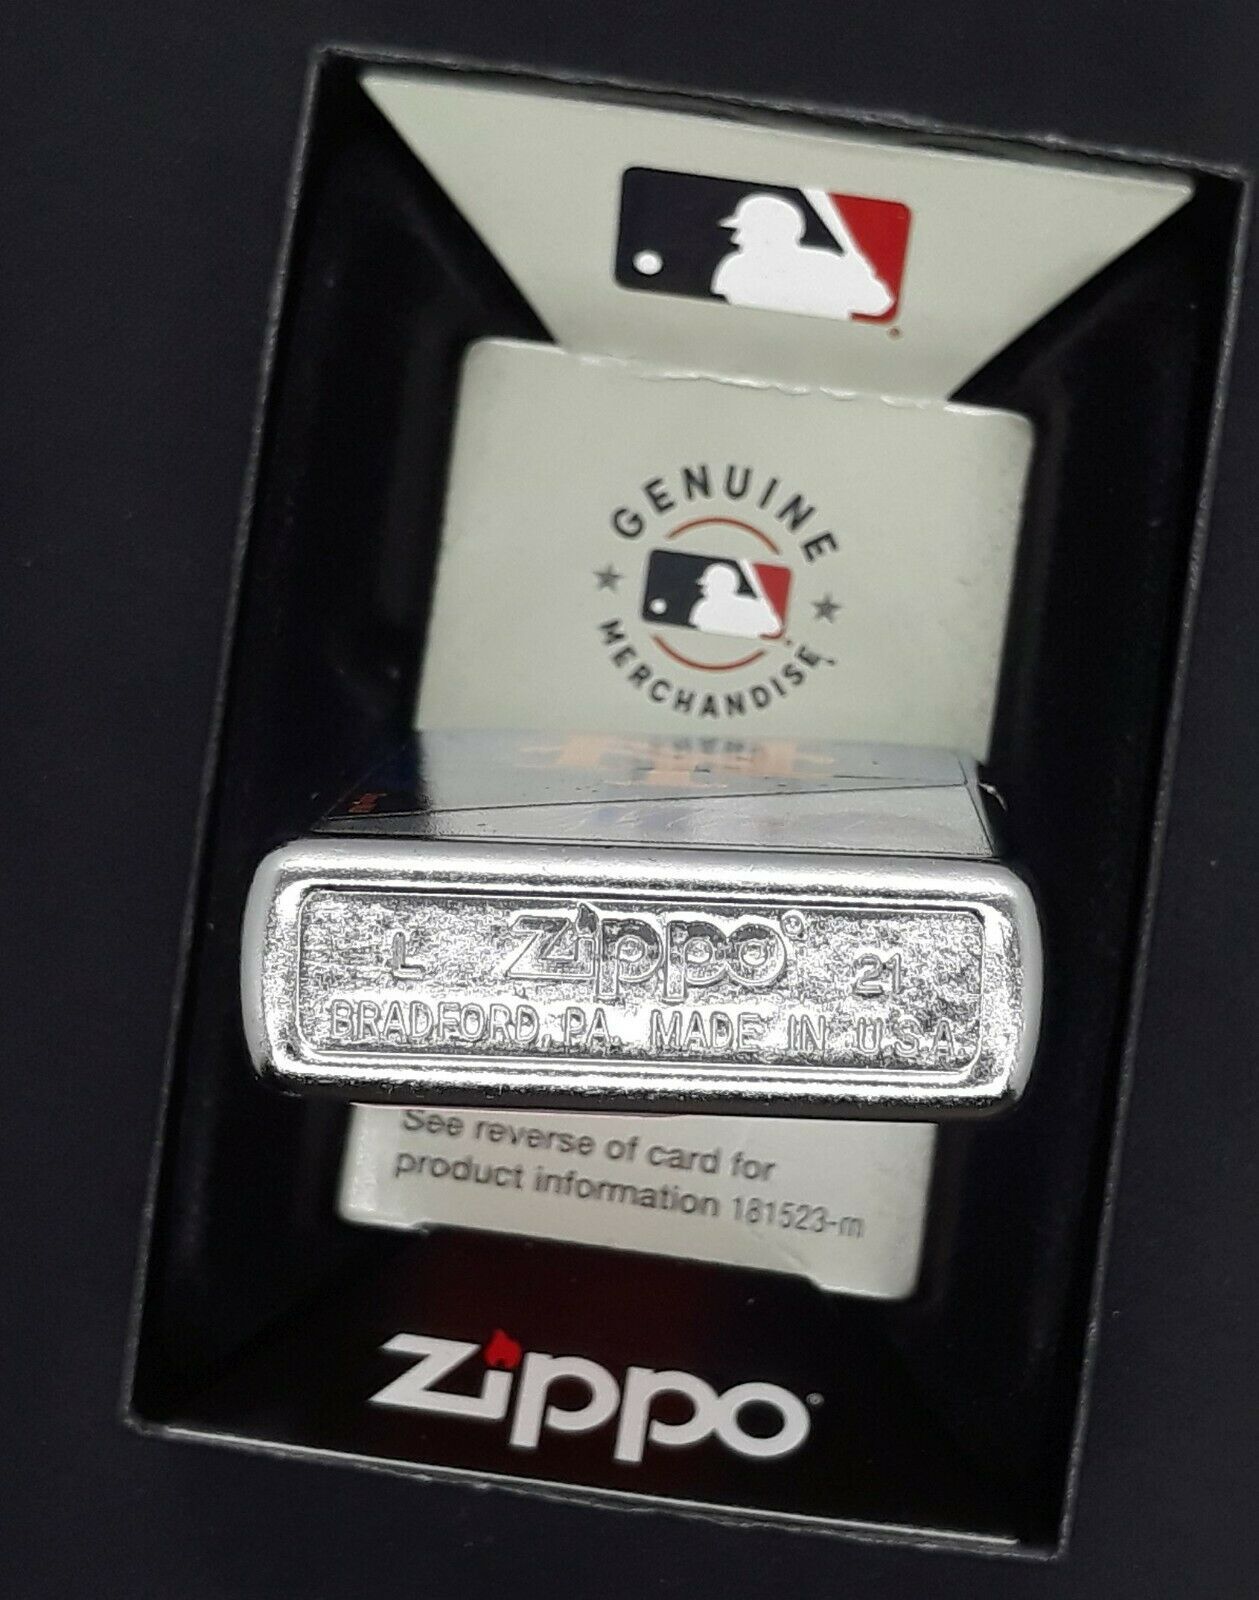 GENUINE
MERCHANDISE
L zippo® 21
BRADFORD, PA. MADE IN U.S.A
See reverse of card for
product information 181523-m
zippo®